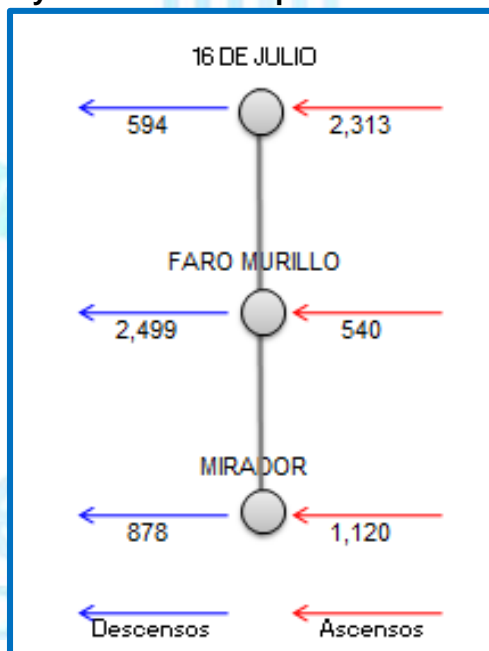 16 DE JULIO
594 2,313
FARO MURILLO
2,499 540
MIRADOR
878 1,120
Descensos Ascensos